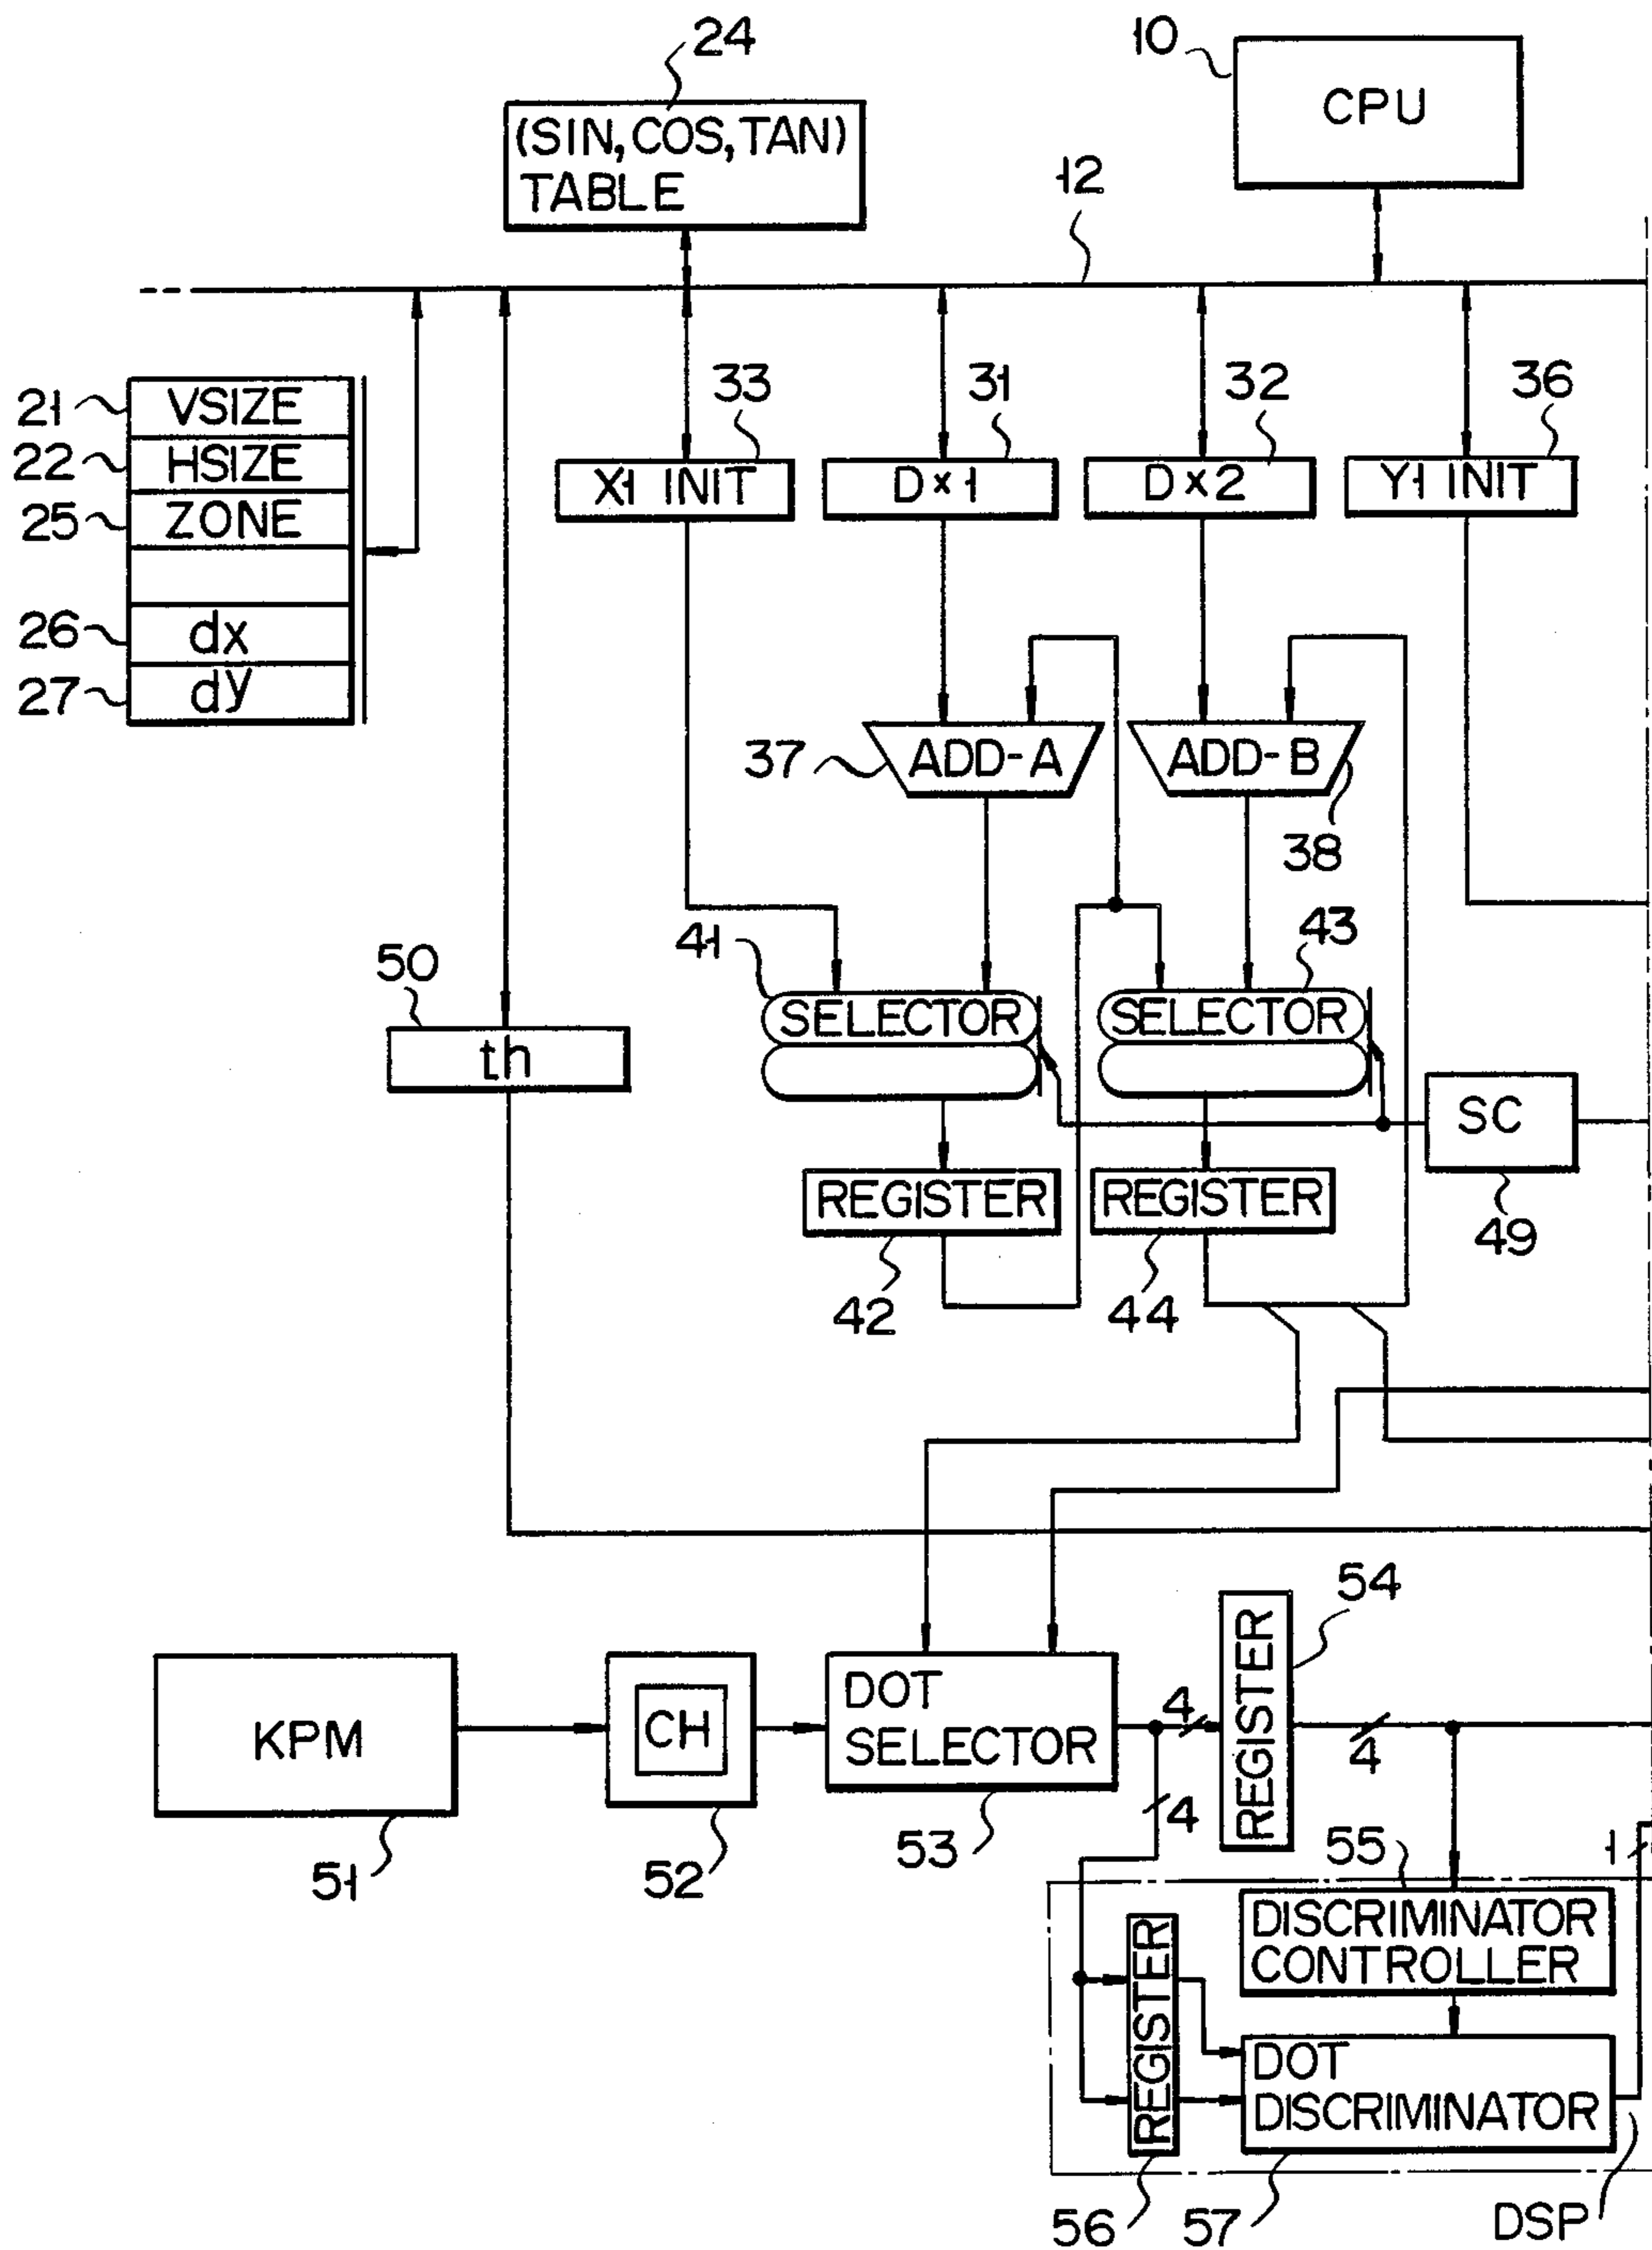 24
10
(SIN,COS,TAN)
TABLE
CPU
12
21
VSIZE
22
HSIZE
25
ZONE
26
dx
27
dy
33
31
32
36
X1 INIT
Dx1
Dx2
Y1 INIT
37
ADD-A
ADD-B
38
41
43
SELECTOR
SELECTOR
50
th
SC
49
REGISTER
REGISTER
42
44
54
KPM
CH
DOT
SELECTOR
4
REGISTER
4
4
51
52
53
55
1
DISCRIMINATOR
CONTROLLER
REGISTER
DOT
DISCRIMINATOR
56
57
DSP